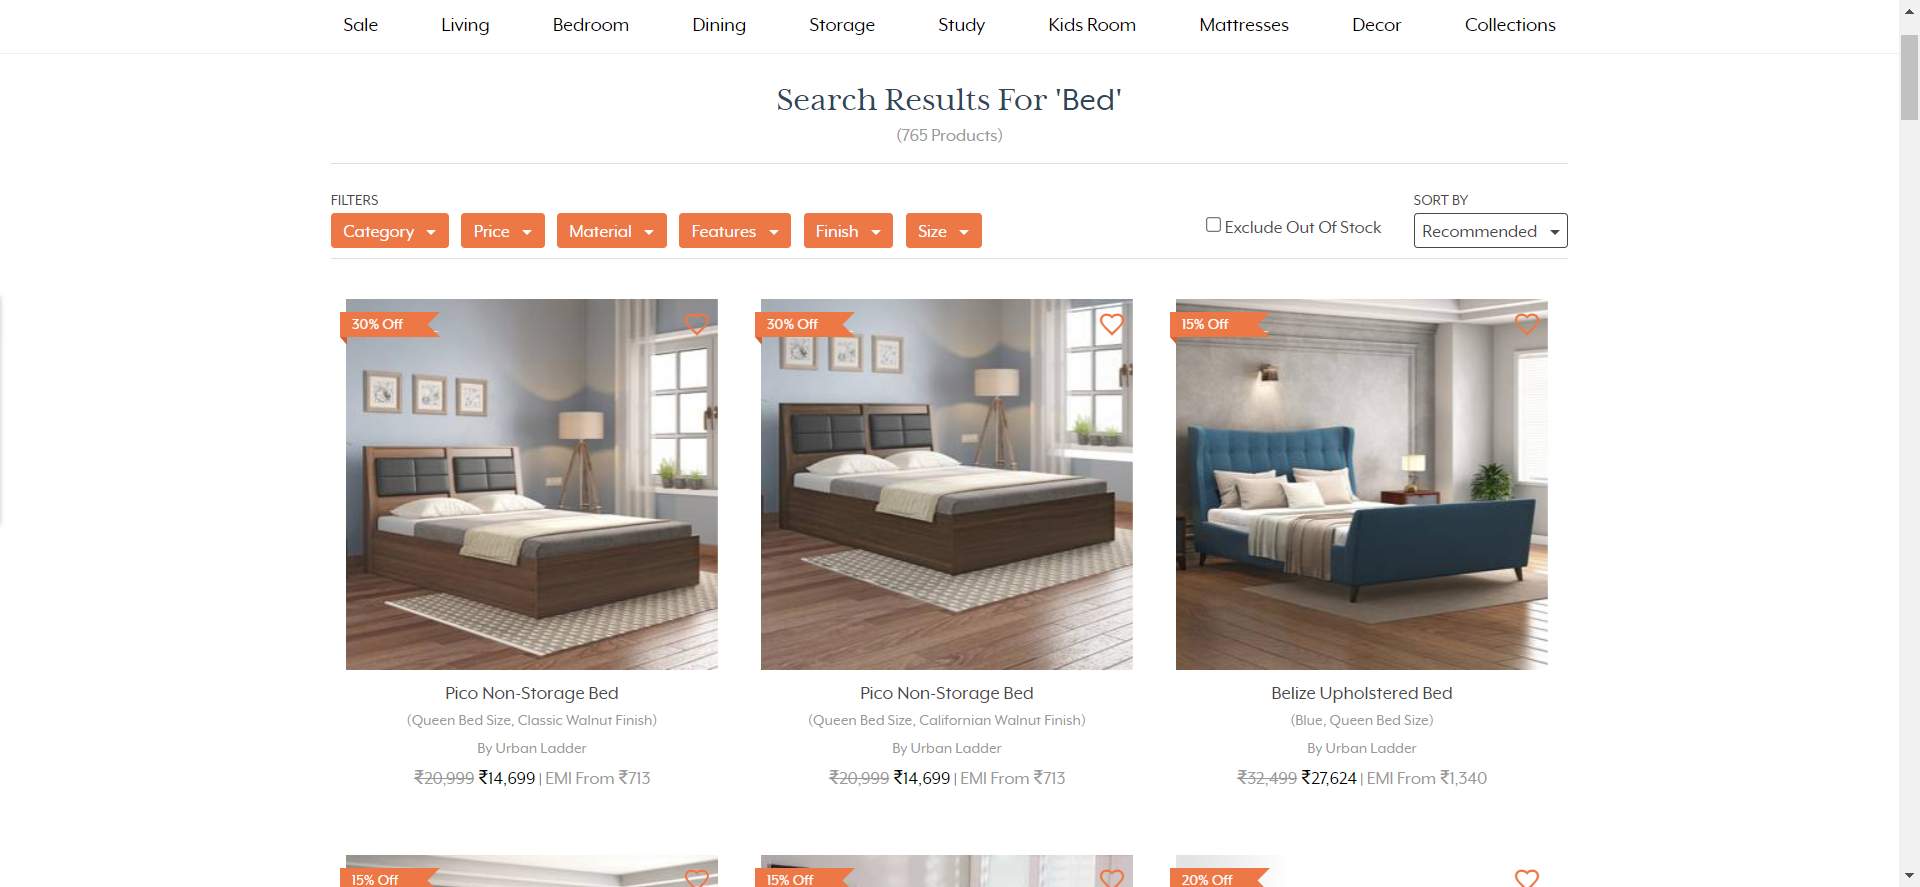 Sale Living Bedroom Dining Storage Study Kids Room Mattresses Decor Collections
Search Results For 'Bed'
(765 Products)
FILTERS
Category Price Material Features Finish Size
Exclude Out Of Stock
SORT BY
Recommended
30% Off
30% Off
15% Off
Pico Non-Storage Bed
(Queen Bed Size, Classic Walnut Finish)
By Urban Ladder
₹20,999 ₹14,699 | EMI From ₹713
Pico Non-Storage Bed
(Queen Bed Size, Californian Walnut Finish)
By Urban Ladder
₹20,999 ₹14,699 | EMI From ₹713
Belize Upholstered Bed
(Blue, Queen Bed Size)
By Urban Ladder
₹32,499 ₹27,624 | EMI From ₹1,340
15% Off
15% Off
20% Off